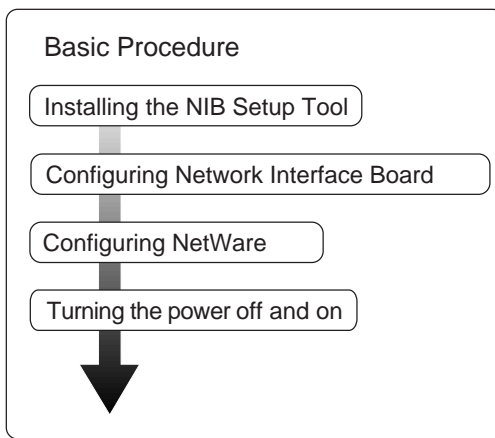 Basic Procedure
Installing the NIB Setup Tool
Configuring Network Interface Board
Configuring NetWare
Turning the power off and on